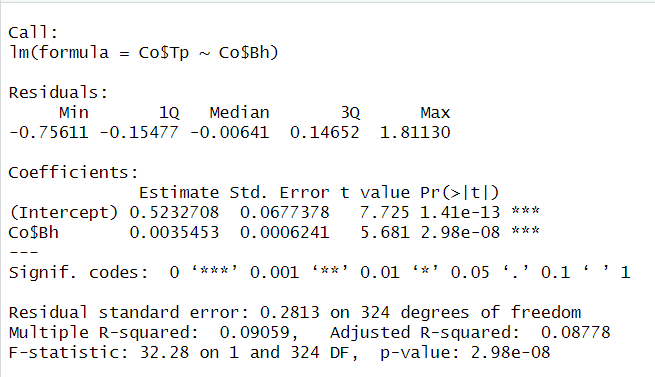 Call:
lm(formula = Co$Tp ~ Co$Bh)
Residuals:
     Min       1Q   Median       3Q      Max
-0.75611 -0.15477 -0.00641  0.14652  1.81130
Coefficients:
             Estimate Std. Error t value Pr(>|t|)
(Intercept) 0.5232708  0.0677378   7.725 1.41e-13 ***
Co$Bh       0.0035453  0.0006241   5.681 2.98e-08 ***
---
Signif. codes:  0 ‘***’ 0.001 ‘**’ 0.01 ‘*’ 0.05 ‘.’ 0.1 ‘ ’ 1
Residual standard error: 0.2813 on 324 degrees of freedom
Multiple R-squared:  0.09059,	Adjusted R-squared:  0.08778
F-statistic: 32.28 on 1 and 324 DF,  p-value: 2.98e-08